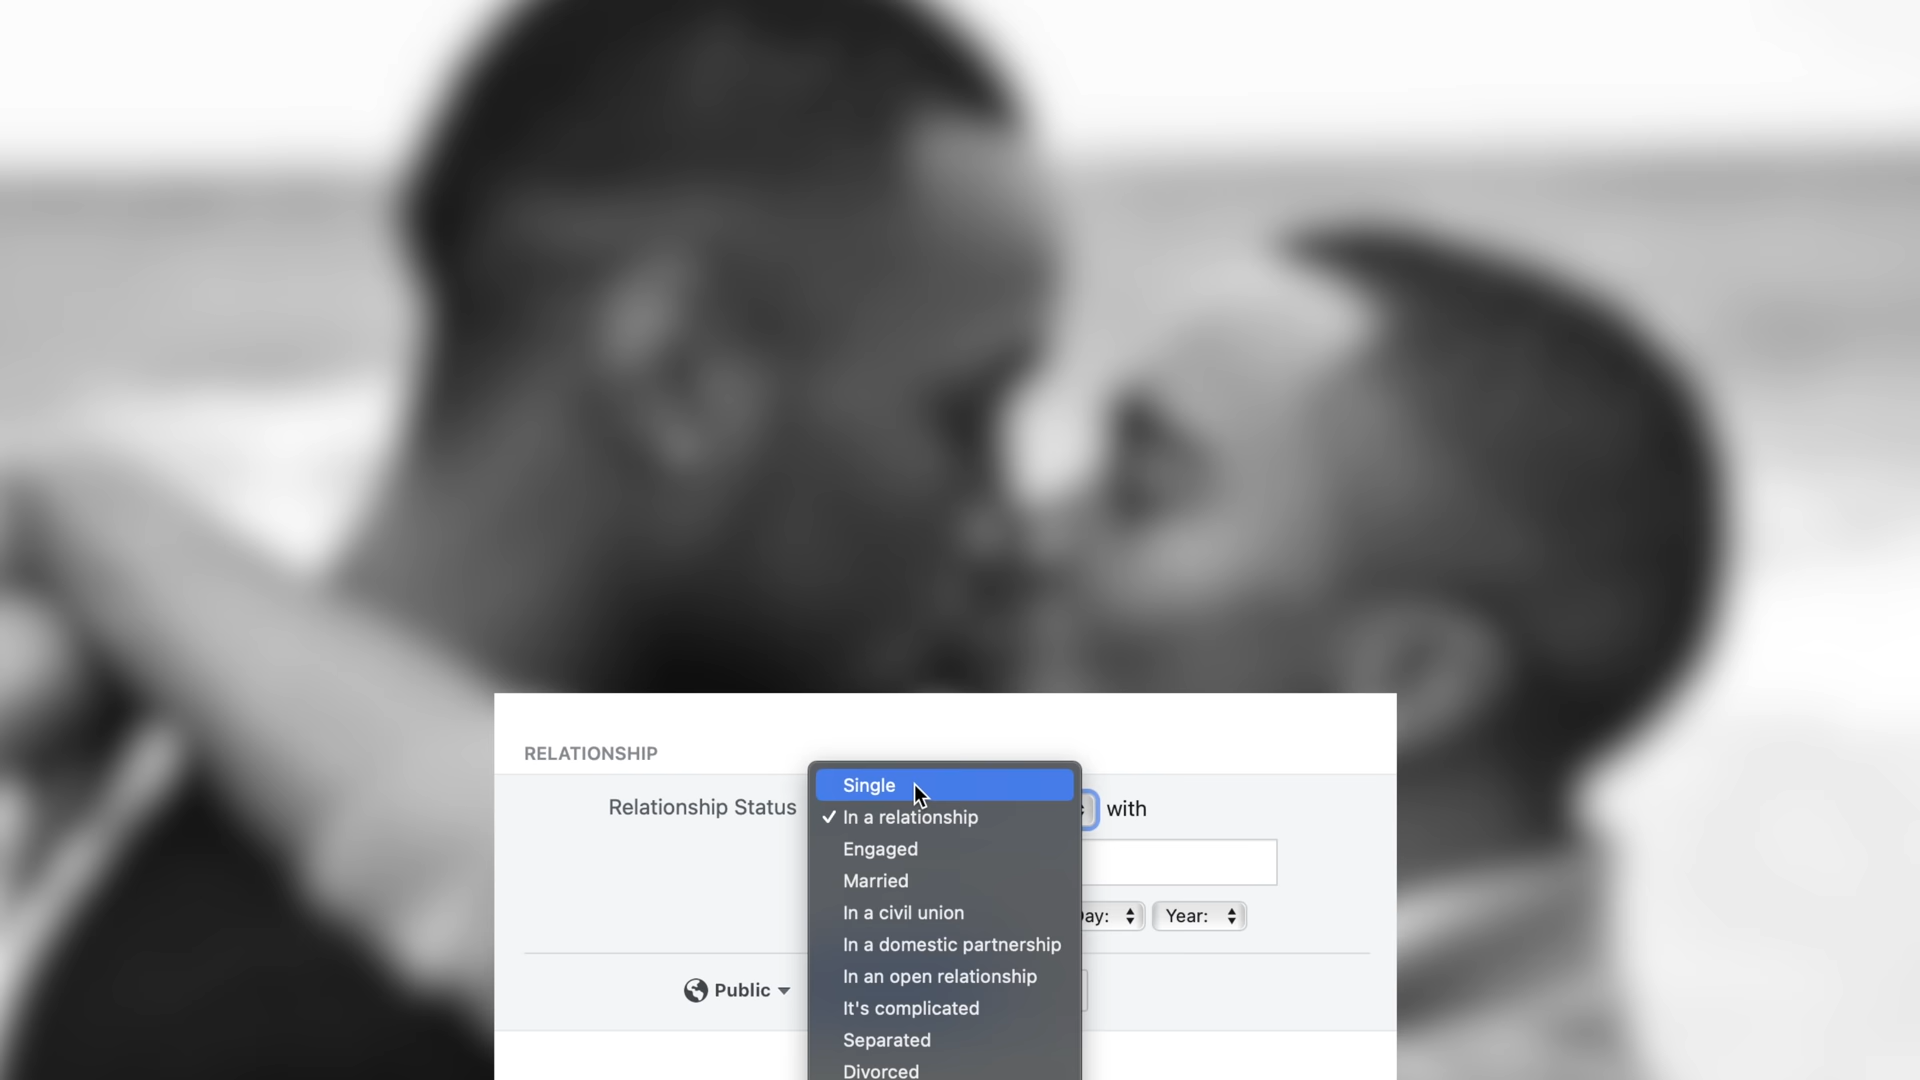 RELATIONSHIP
Relationship Status
Single
with
In a relationship
Engaged
Married
In a civil union
Day: Year:
In a domestic partnership
In an open relationship
Public
It's complicated
Separated
Divorced